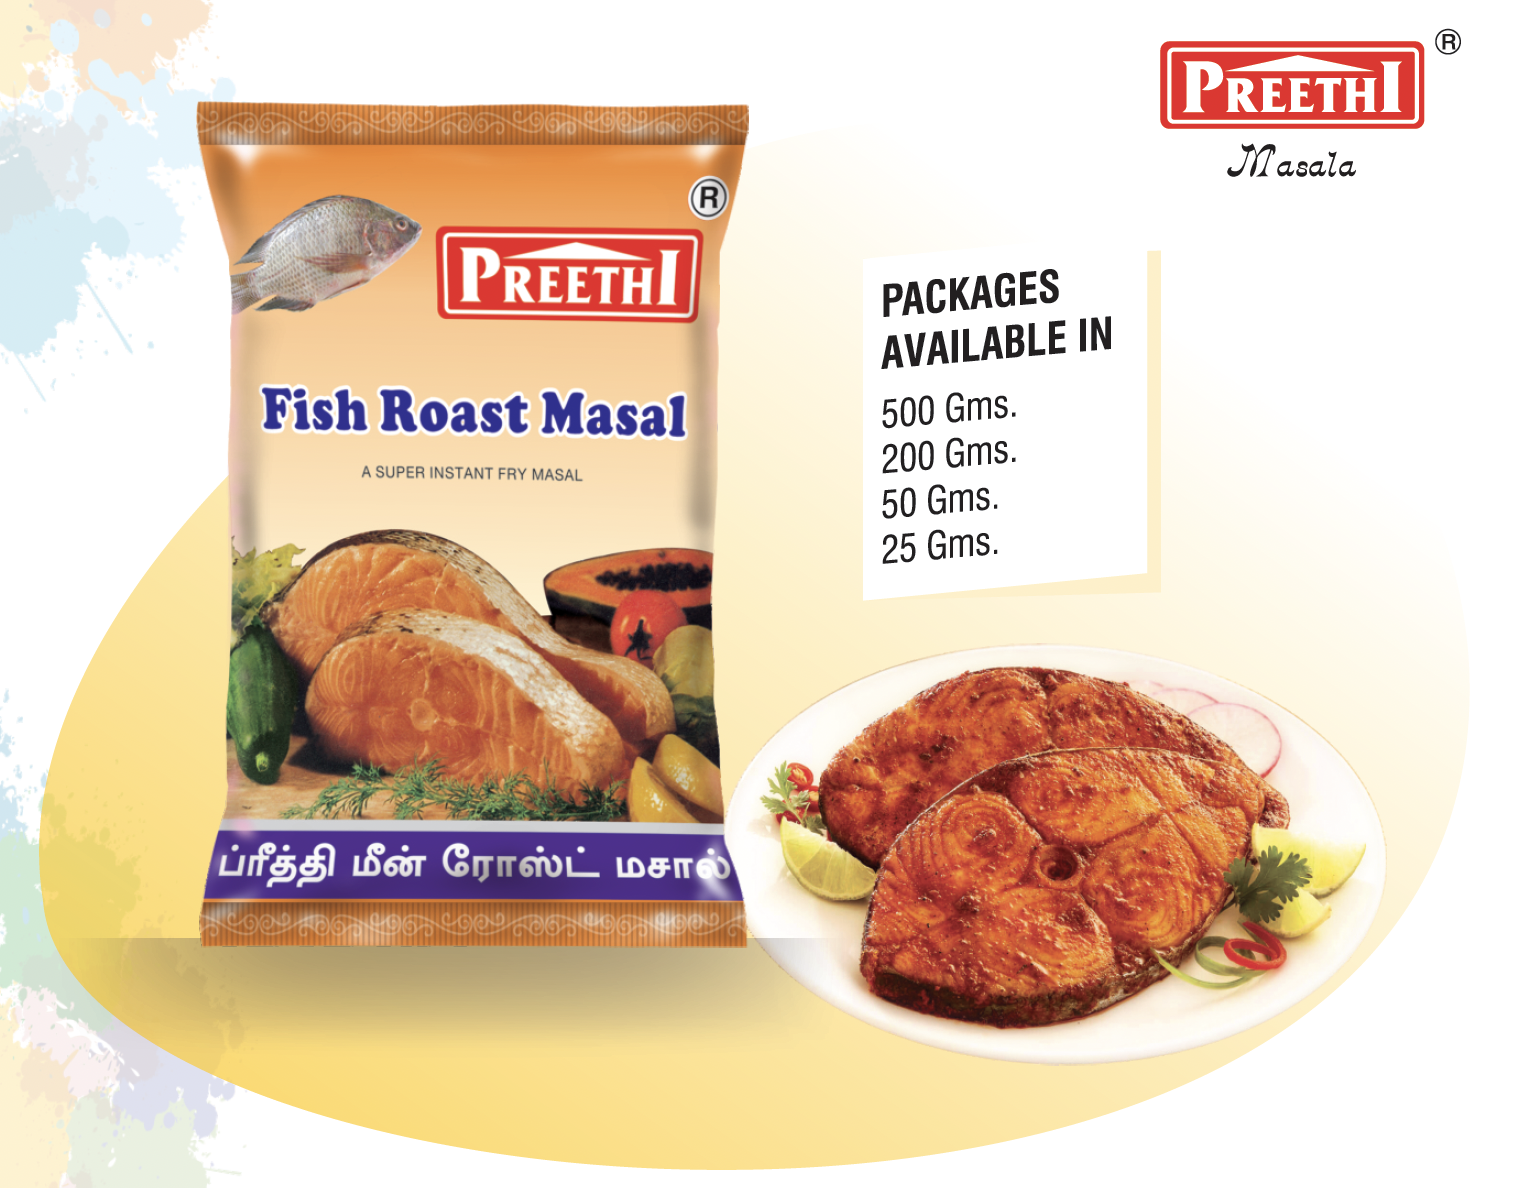 PREETHI
®
Masala
®
PREETHI
Fish Roast Masal
A SUPER INSTANT FRY MASAL
ப்ரீத்தி மீன் ரோஸ்ட் மசால்
PACKAGES
AVAILABLE IN
500 Gms.
200 Gms.
50 Gms.
25 Gms.